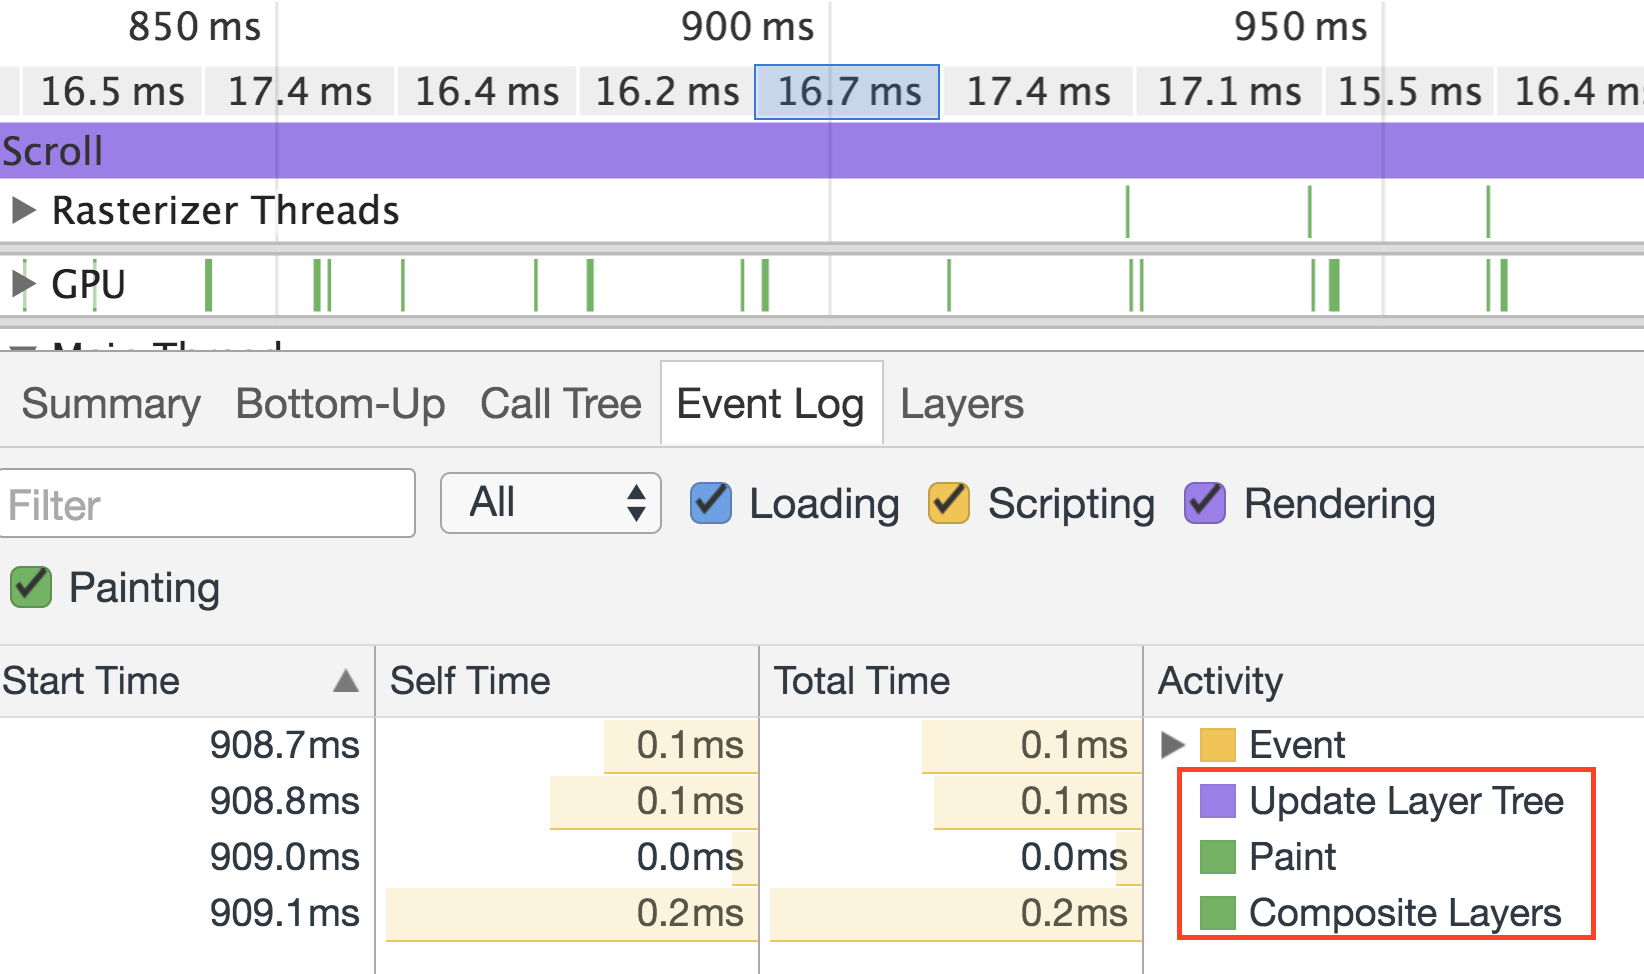 850 ms 900 ms 950 ms
16.5 ms 17.4 ms 16.4 ms 16.2 ms 16.7 ms 17.4 ms 17.1 ms 15.5 ms 16.4 m
Scroll
Rasterizer Threads
GPU
Main Thread
Summary Bottom-Up Call Tree Event Log Layers
Filter All Loading Scripting Rendering
Painting
Start Time Self Time Total Time Activity
908.7ms 0.1ms 0.1ms Event
908.8ms 0.1ms 0.1ms Update Layer Tree
909.0ms 0.0ms 0.0ms Paint
909.1ms 0.2ms 0.2ms Composite Layers